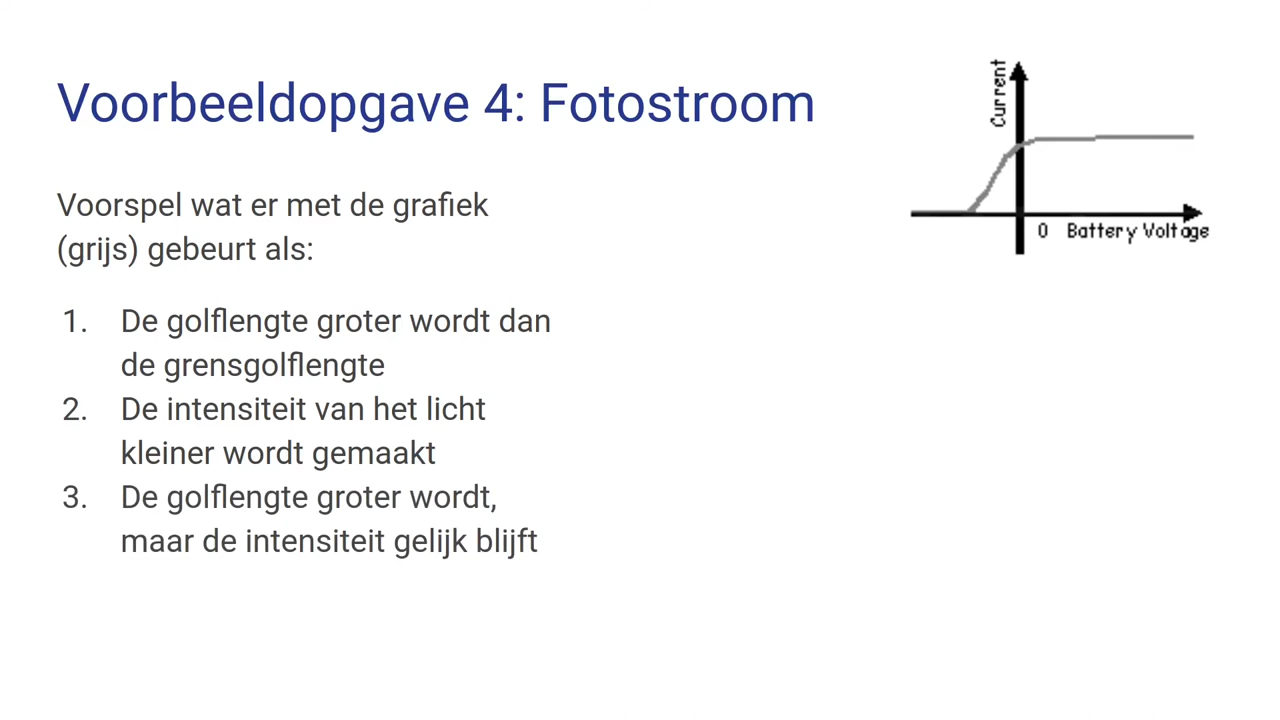 Voorbeeldopgave 4: Fotostroom
Voorspel wat er met de grafiek
(grijs) gebeurt als:
1. De golflengte groter wordt dan
de grensgolflengte
2. De intensiteit van het licht
kleiner wordt gemaakt
3. De golflengte groter wordt,
maar de intensiteit gelijk blijft
Current
0 Battery Voltage